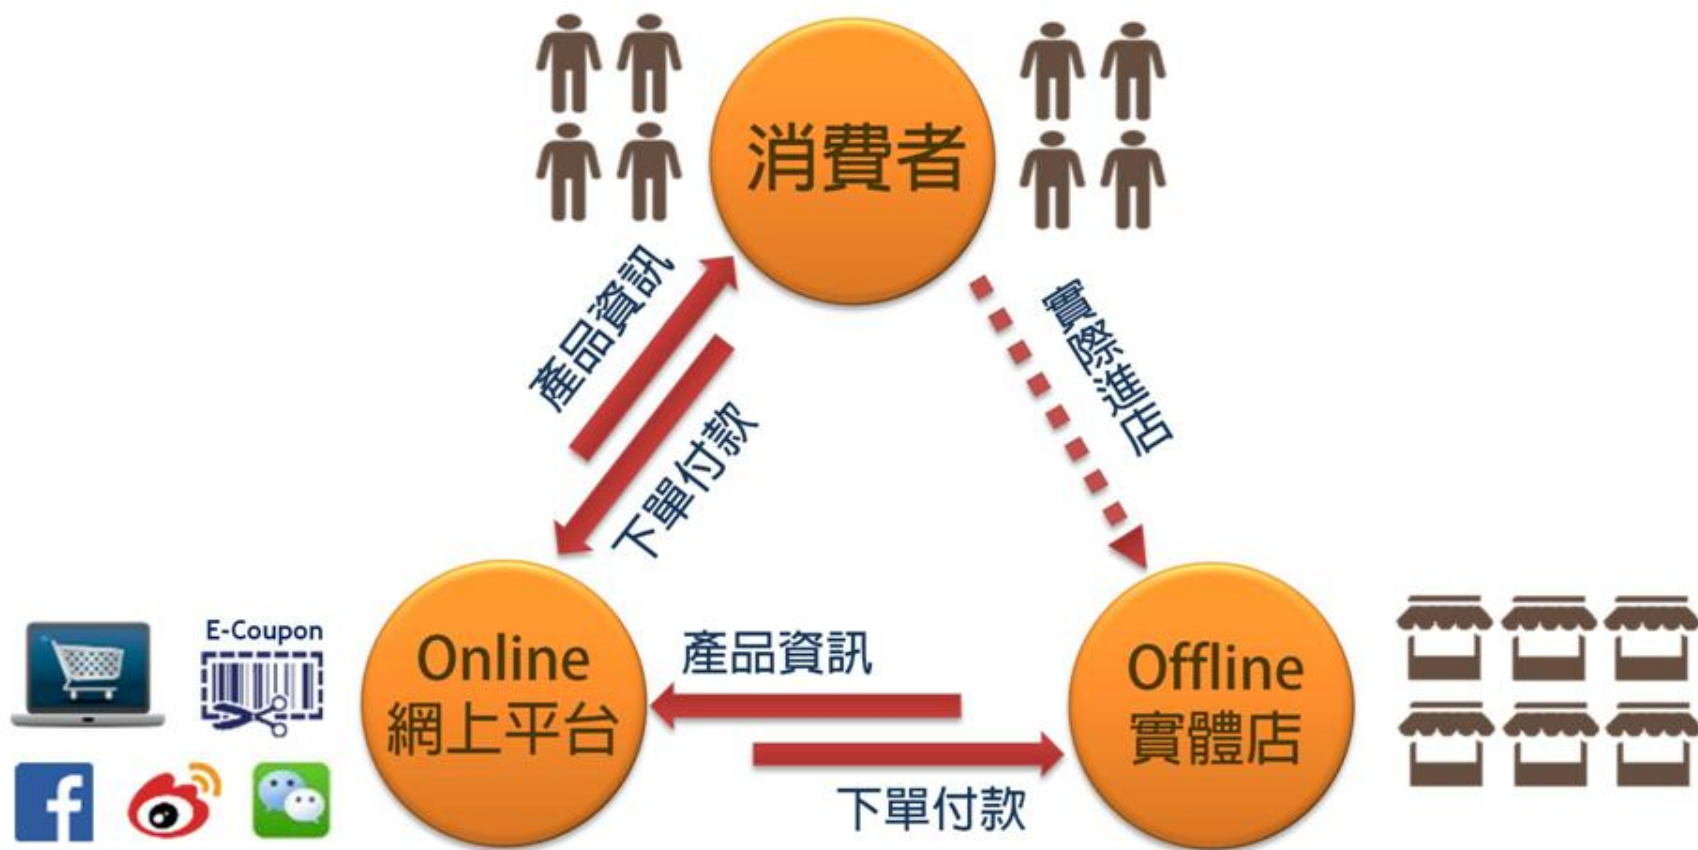 消費者
產品資訊
下單付款
實際進店
E-Coupon
Online
網上平台
產品資訊
下單付款
Offline
實體店